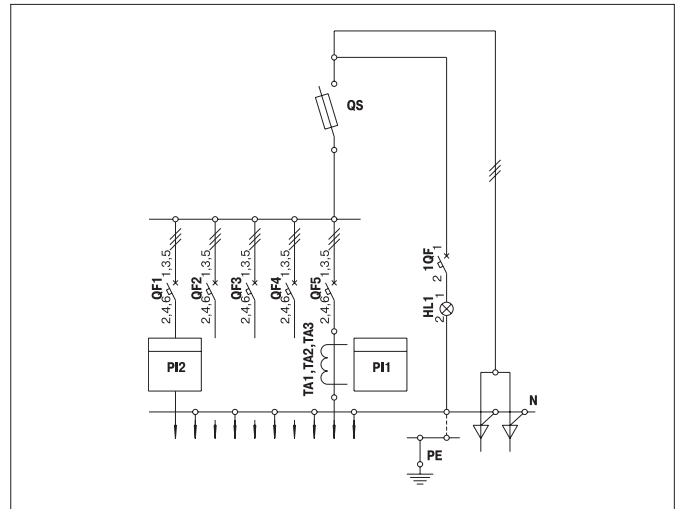 QS
QF1 1,3,5 2,4,6
QF2 1,3,5 2,4,6
QF3 1,3,5 2,4,6
QF4 1,3,5 2,4,6
QF5 1,3,5 2,4,6
1QF 1 2
HL1 1 2
PI2
TA1,TA2,TA3
PI1
N
PE